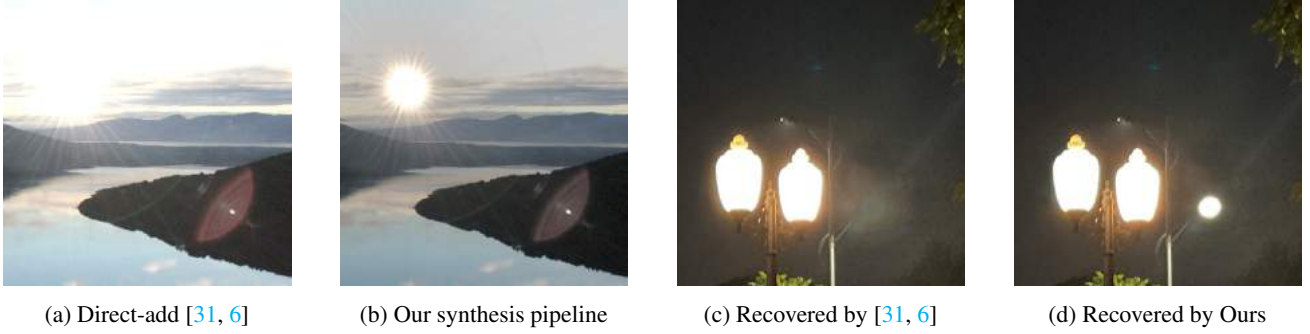 (a) Direct-add [31, 6]
(b) Our synthesis pipeline
(c) Recovered by [31, 6]
(d) Recovered by Ours